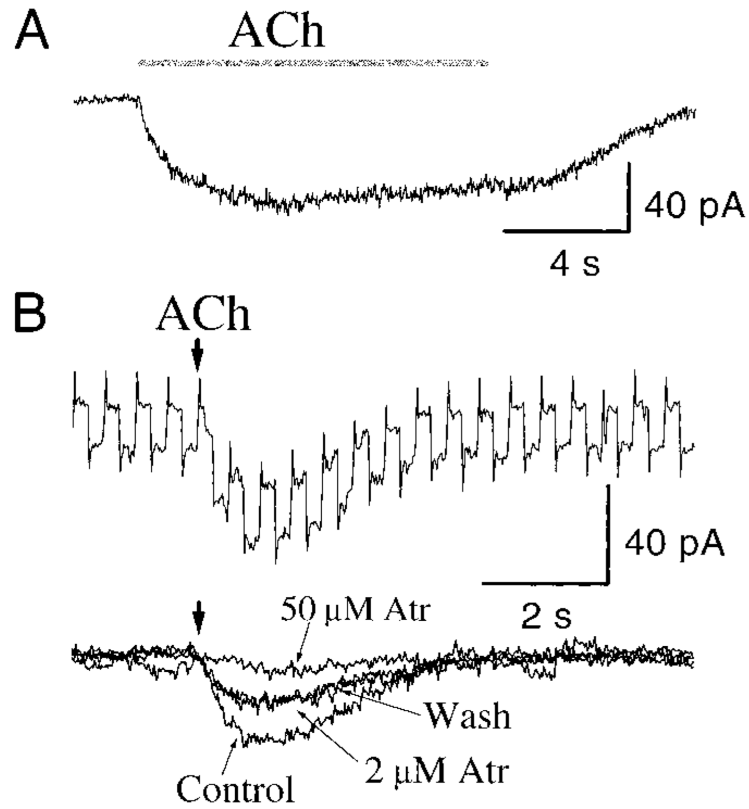 A
ACh
40 pA
4 s
B
ACh
40 pA
2 s
50 µM Atr
Wash
2 µM Atr
Control